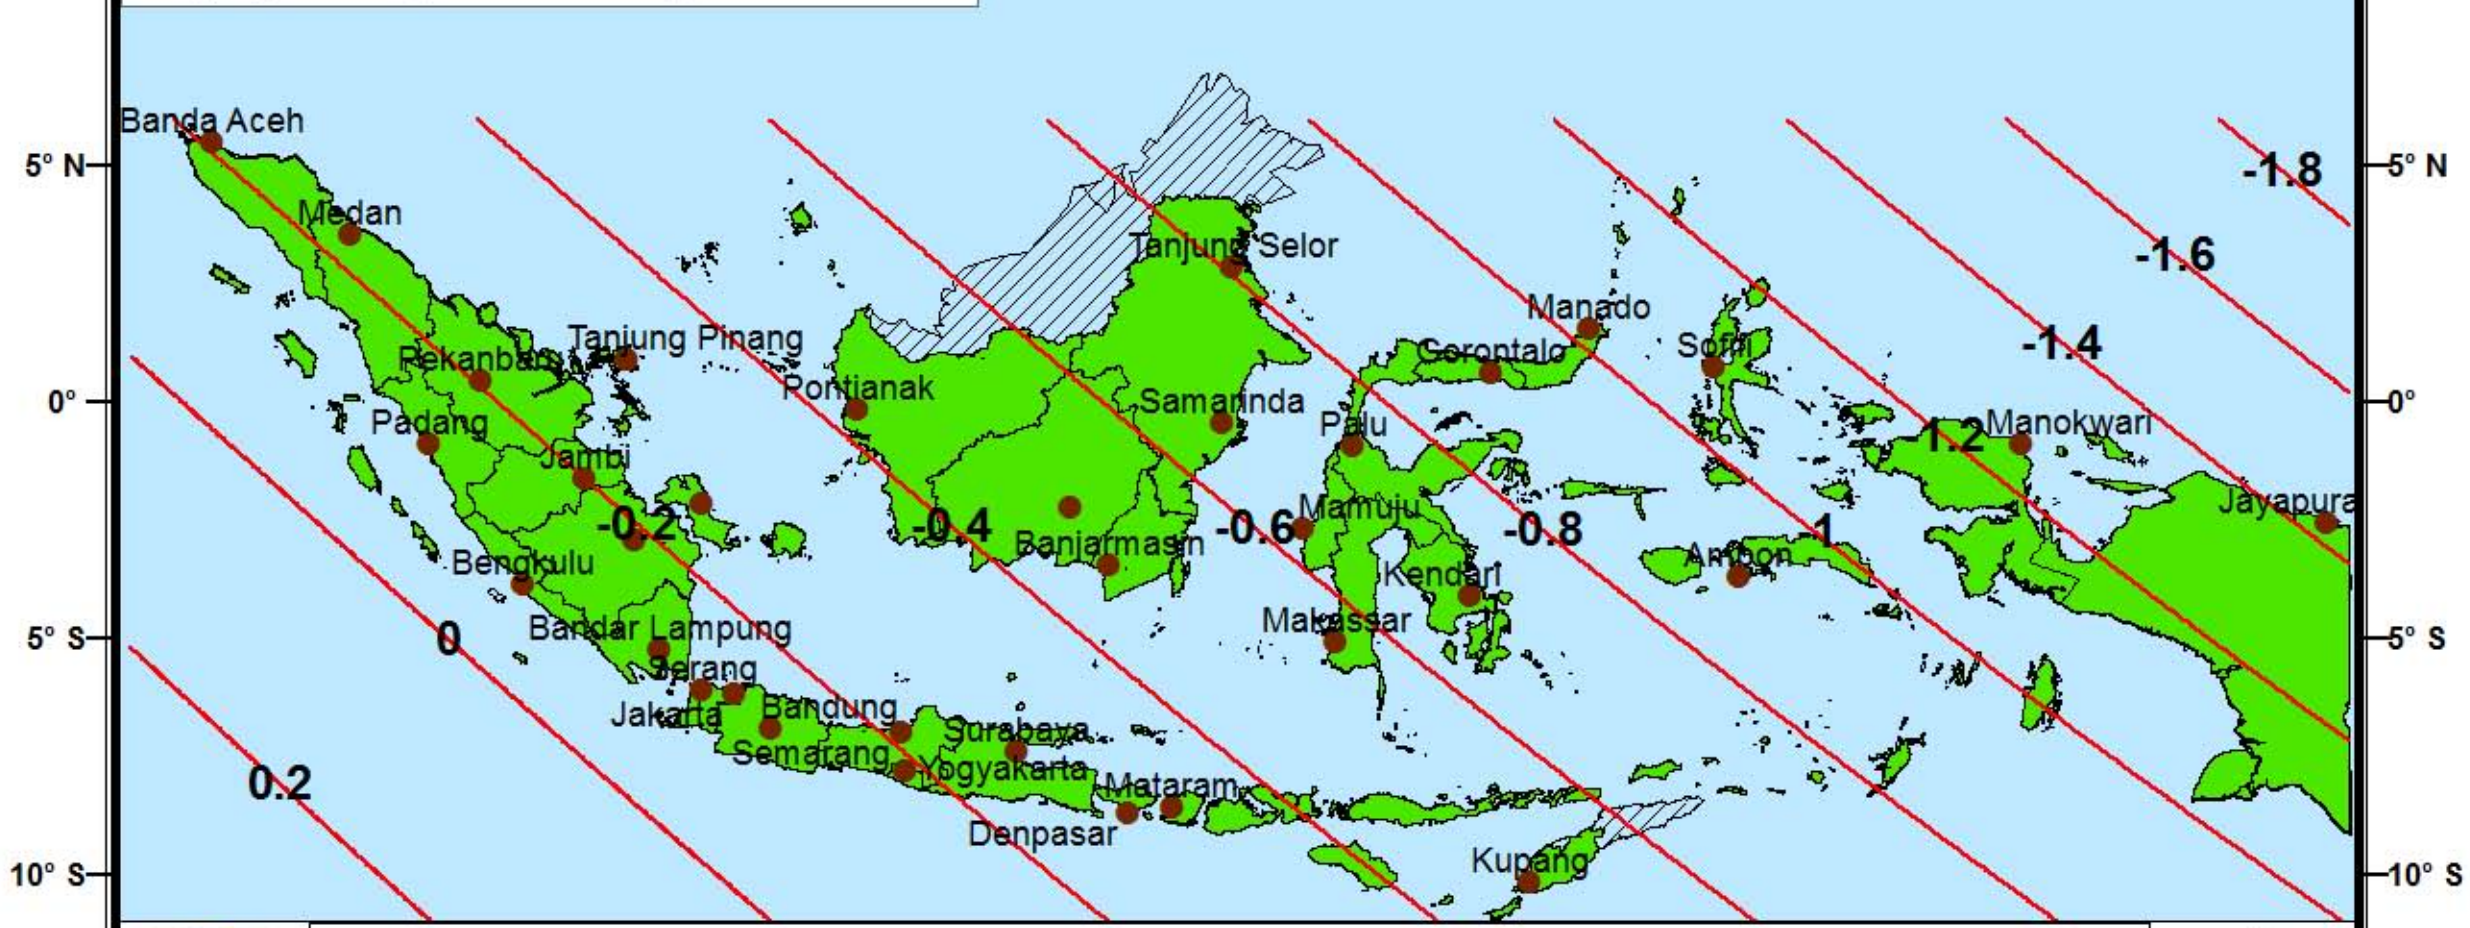 Banda Aceh
5° N
5° N
-1.8
Medan
Tanjung Selor
-1.6
Manado
Tanjung Pinang
Sofifi
-1.4
Pekanbaru
Gorontalo
0°
Pontianak
Samarinda
0°
Padang
Palu
1.2
Manokwari
Jambi
Jayapura
-0.2
-0.4
-0.6
Mamuju
-0.8
-1
Banjarmasin
Ambon
Bengkulu
Kendari
5° S
0
Bandar Lampung
Makassar
5° S
Serang
Jakarta
Bandung
Surabaya
Semarang
Yogyakarta
0.2
Mataram
Denpasar
Kupang
10° S
10° S